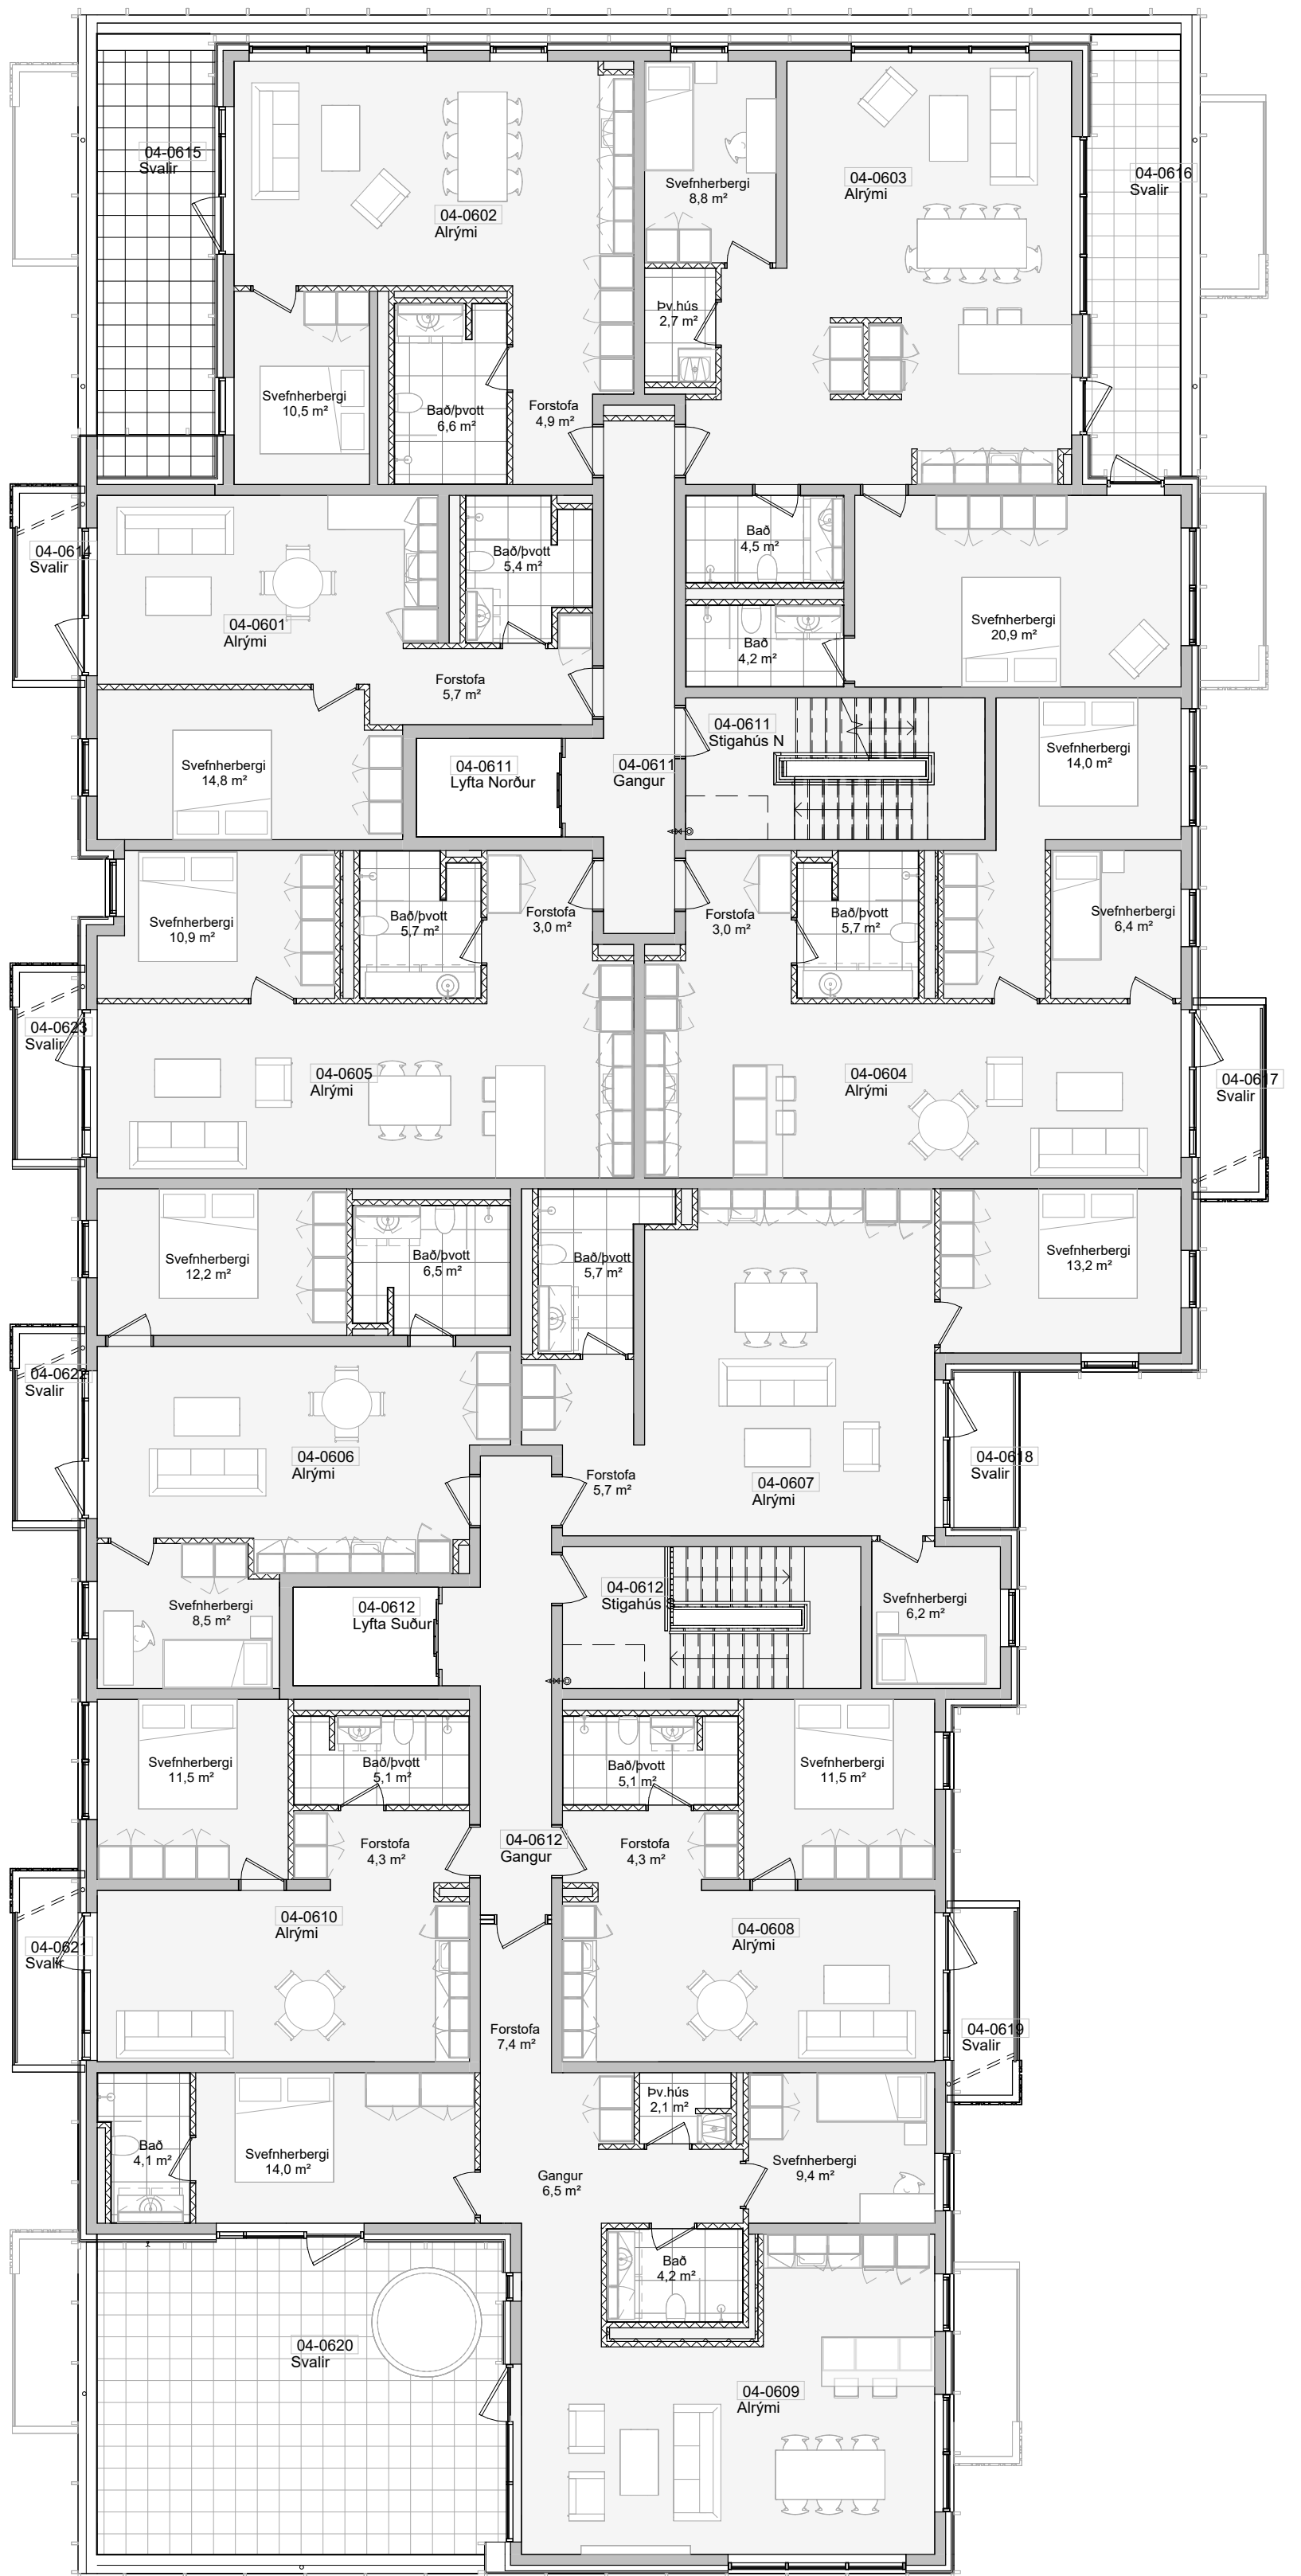 04-0615
Svalir
04-0602
Alrými
Svefnherbergi
8,8 m²
04-0603
Alrými
04-0616
Svalir
Þv.hús
2,7 m²
Svefnherbergi
10,5 m²
Bað/þvott
6,6 m²
Forstofa
4,9 m²
04-0614
Svalir
04-0601
Alrými
Bað/þvott
5,4 m²
Bað
4,5 m²
Bað
4,2 m²
Svefnherbergi
20,9 m²
Forstofa
5,7 m²
Svefnherbergi
14,8 m²
04-0611
Lyfta Norður
04-0611
Gangur
04-0611
Stigahús N
Svefnherbergi
14,0 m²
Svefnherbergi
10,9 m²
Bað/þvott
5,7 m²
Forstofa
3,0 m²
Forstofa
3,0 m²
Bað/þvott
5,7 m²
Svefnherbergi
6,4 m²
04-0623
Svalir
04-0605
Alrými
04-0604
Alrými
04-0617
Svalir
Svefnherbergi
12,2 m²
Bað/þvott
6,5 m²
Bað/þvott
5,7 m²
Svefnherbergi
13,2 m²
04-0622
Svalir
04-0606
Alrými
Forstofa
5,7 m²
04-0607
Alrými
04-0618
Svalir
Svefnherbergi
8,5 m²
04-0612
Lyfta Suður
04-0612
Stigahús S
Svefnherbergi
6,2 m²
Svefnherbergi
11,5 m²
Bað/þvott
5,1 m²
Bað/þvott
5,1 m²
Svefnherbergi
11,5 m²
Forstofa
4,3 m²
04-0612
Gangur
Forstofa
4,3 m²
04-0621
Svalir
04-0610
Alrými
04-0608
Alrými
04-0619
Svalir
Forstofa
7,4 m²
Bað
4,1 m²
Svefnherbergi
14,0 m²
Þv.hús
2,1 m²
Svefnherbergi
9,4 m²
Gangur
6,5 m²
Bað
4,2 m²
04-0620
Svalir
04-0609
Alrými